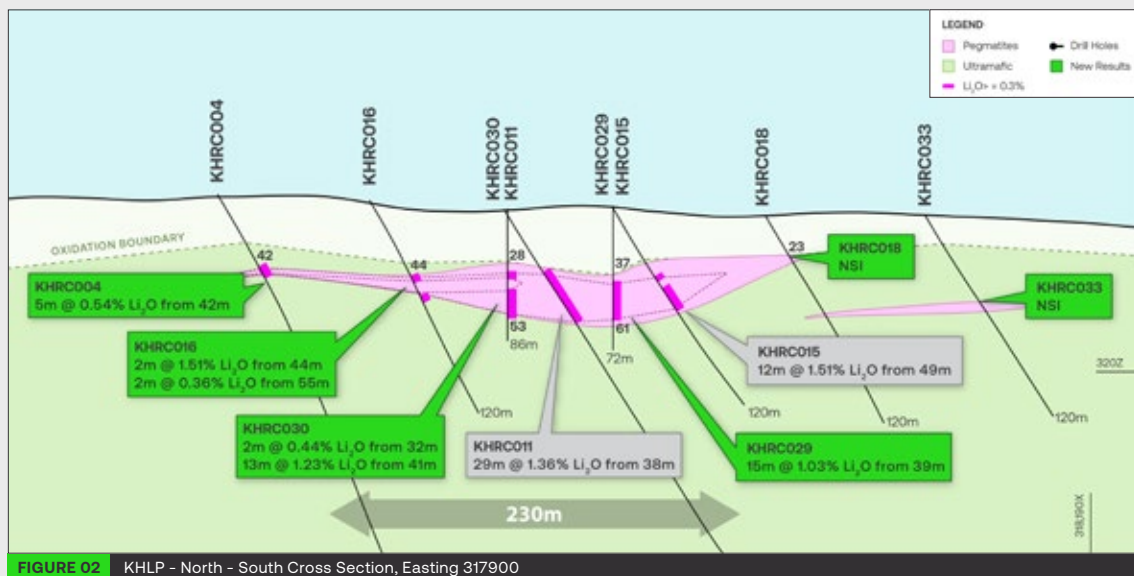 LEGEND
Pegmatites
Drill Holes
Ultramafic
New Results
Li₂O> = 0.3%
KHRC004
KHRC016
KHRC030
KHRC011
KHRC029
KHRC015
KHRC018
KHRC033
OXIDATION BOUNDARY
42
44
28
37
23
53
61
86m
72m
KHRC004
5m @ 0.54% Li₂O from 42m
KHRC016
2m @ 1.51% Li₂O from 44m
2m @ 0.36% Li₂O from 55m
KHRC030
2m @ 0.44% Li₂O from 32m
13m @ 1.23% Li₂O from 41m
KHRC011
29m @ 1.36% Li₂O from 38m
KHRC015
12m @ 1.51% Li₂O from 49m
KHRC029
15m @ 1.03% Li₂O from 39m
KHRC018
NSI
KHRC033
NSI
320Z
120m
120m
120m
120m
230m
318,190X
FIGURE 02 KHLP - North - South Cross Section, Easting 317900